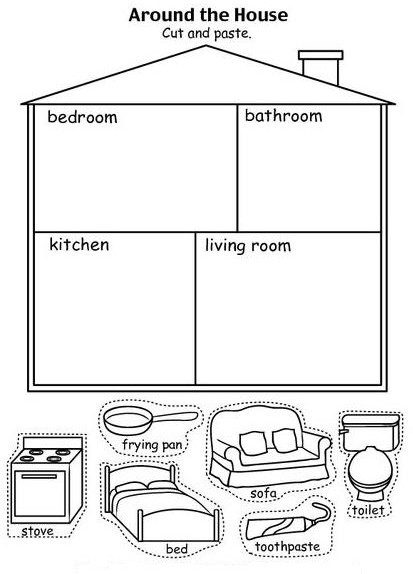 Around the House
Cut and paste.
bedroom
bathroom
kitchen
living room
frying pan
sofa
toilet
stove
bed
toothpaste